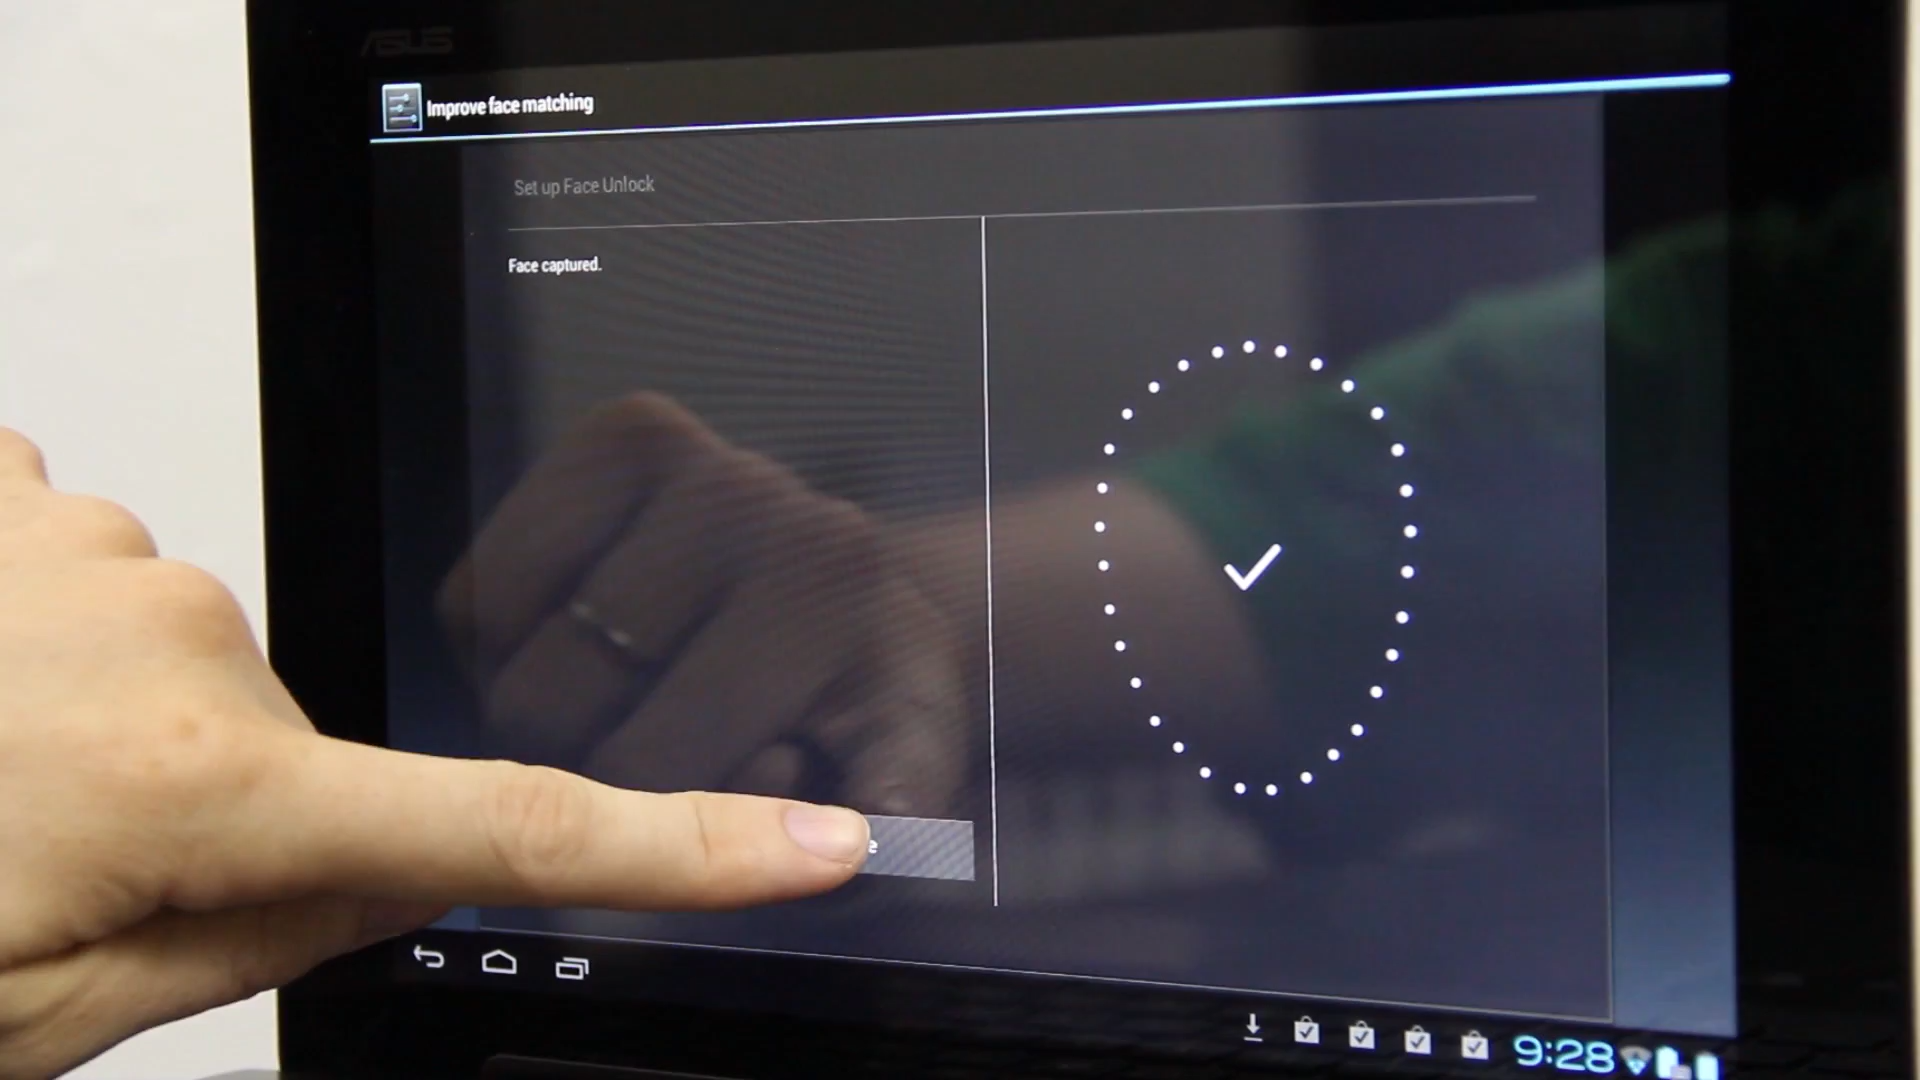 ASUS
Improve face matching
Set up Face Unlock
Face captured.
9:28